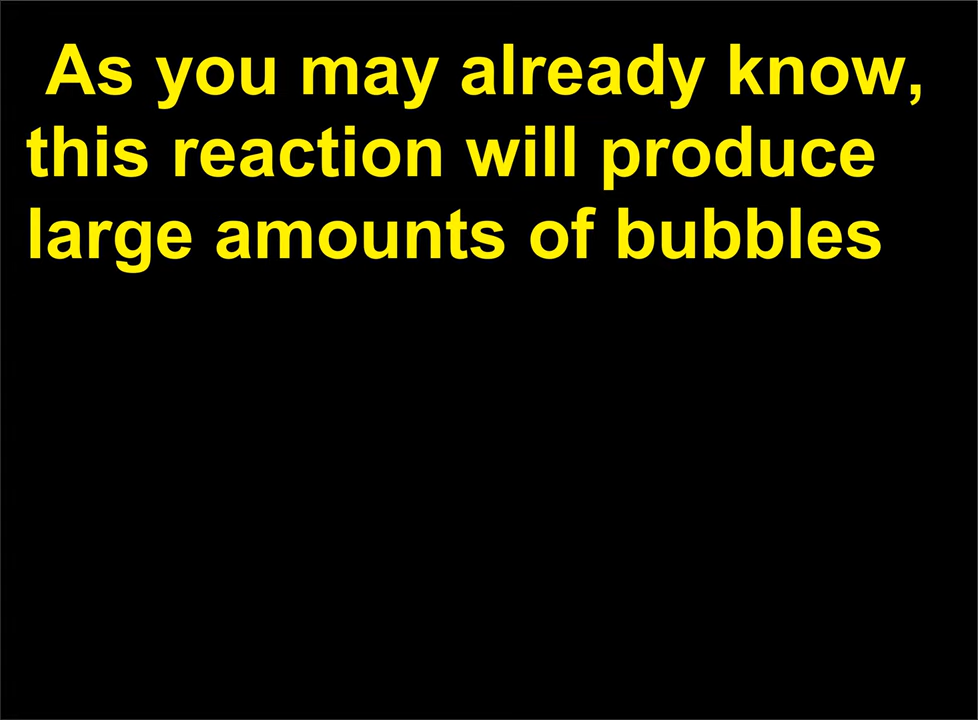 As you may already know,
this reaction will produce
large amounts of bubbles